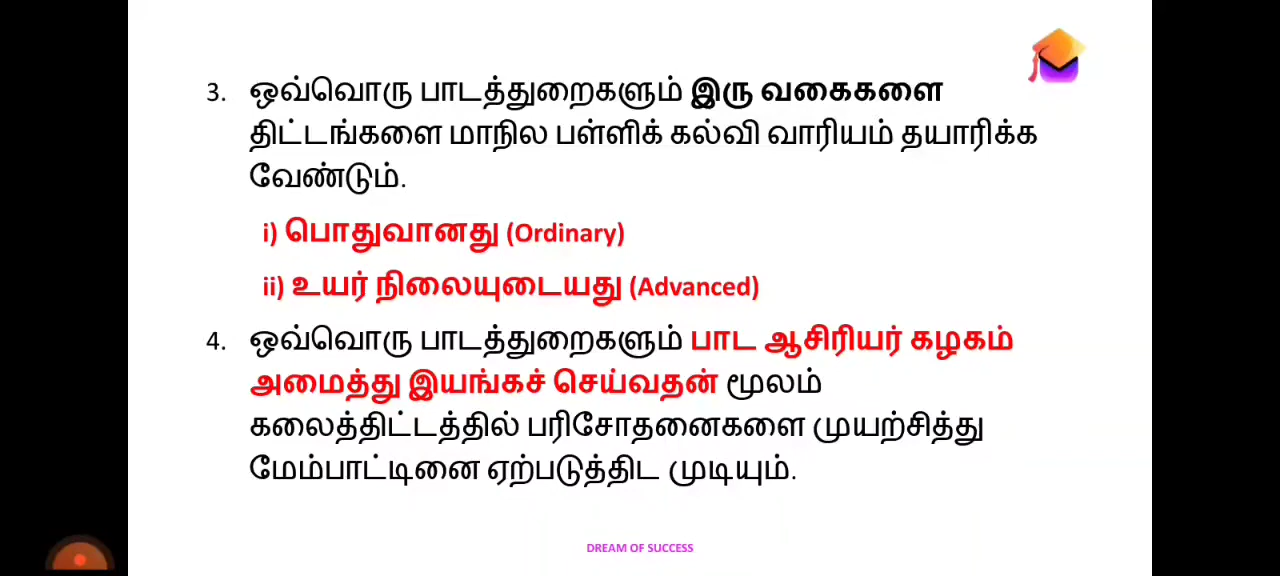 3. ஒவ்வொரு பாடத்துறைகளும் இரு வகைகளை
திட்டங்களை மாநில பள்ளிக் கல்வி வாரியம் தயாரிக்க
வேண்டும்.
i) பொதுவானது (Ordinary)
ii) உயர் நிலையுடையது (Advanced)
4. ஒவ்வொரு பாடத்துறைகளும் பாட ஆசிரியர் கழகம்
அமைத்து இயங்கச் செய்வதன் மூலம்
கலைத்திட்டத்தில் பரிசோதனைகளை முயற்சித்து
மேம்பாட்டினை ஏற்படுத்திட முடியும்.
DREAM OF SUCCESS